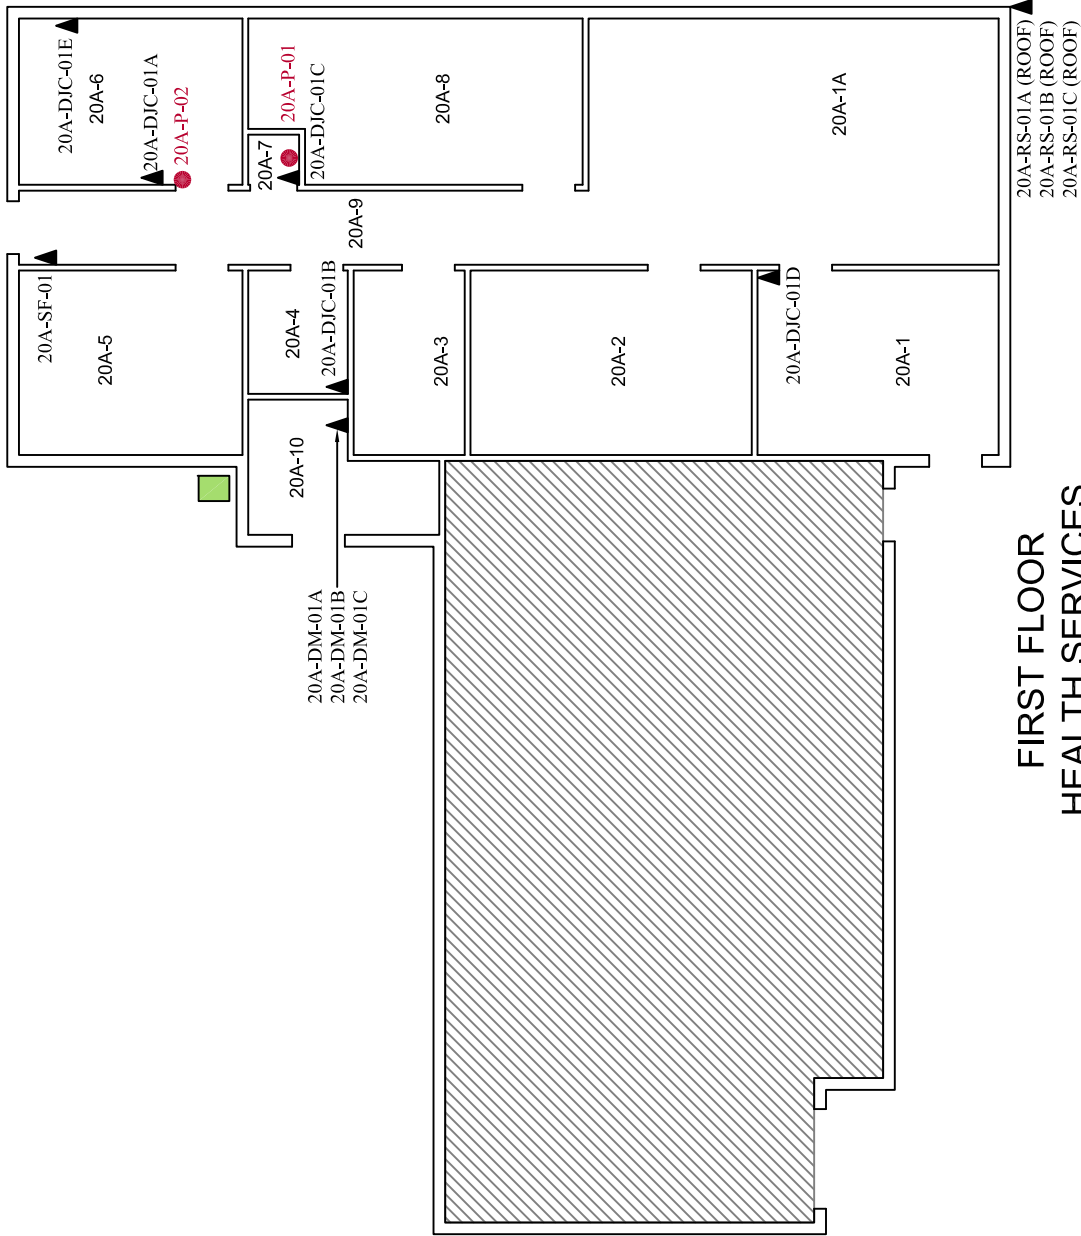 20A-DJC-01E
20A-6
20A-DJC-01A
20A-P-02
20A-7
20A-P-01
20A-DJC-01C
20A-8
20A-1A
20A-RS-01A (ROOF)
20A-RS-01B (ROOF)
20A-RS-01C (ROOF)
20A-9
20A-SF-01
20A-5
20A-4
20A-DJC-01B
20A-3
20A-2
20A-DJC-01D
20A-1
20A-10
20A-DM-01A
20A-DM-01B
20A-DM-01C
FIRST FLOOR
HEALTH SERVICES